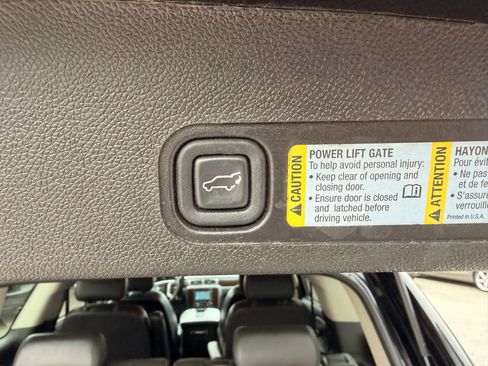 CAUTION
POWER LIFT GATE
To help avoid personal injury:
• Keep clear of opening and
closing door.
• Ensure door is closed
and latched before
driving vehicle.
ATTENTION
HAYON
Pour évit
• Ne pas
et de fe
• S'assure
verrouill
Printed in U.S.A.